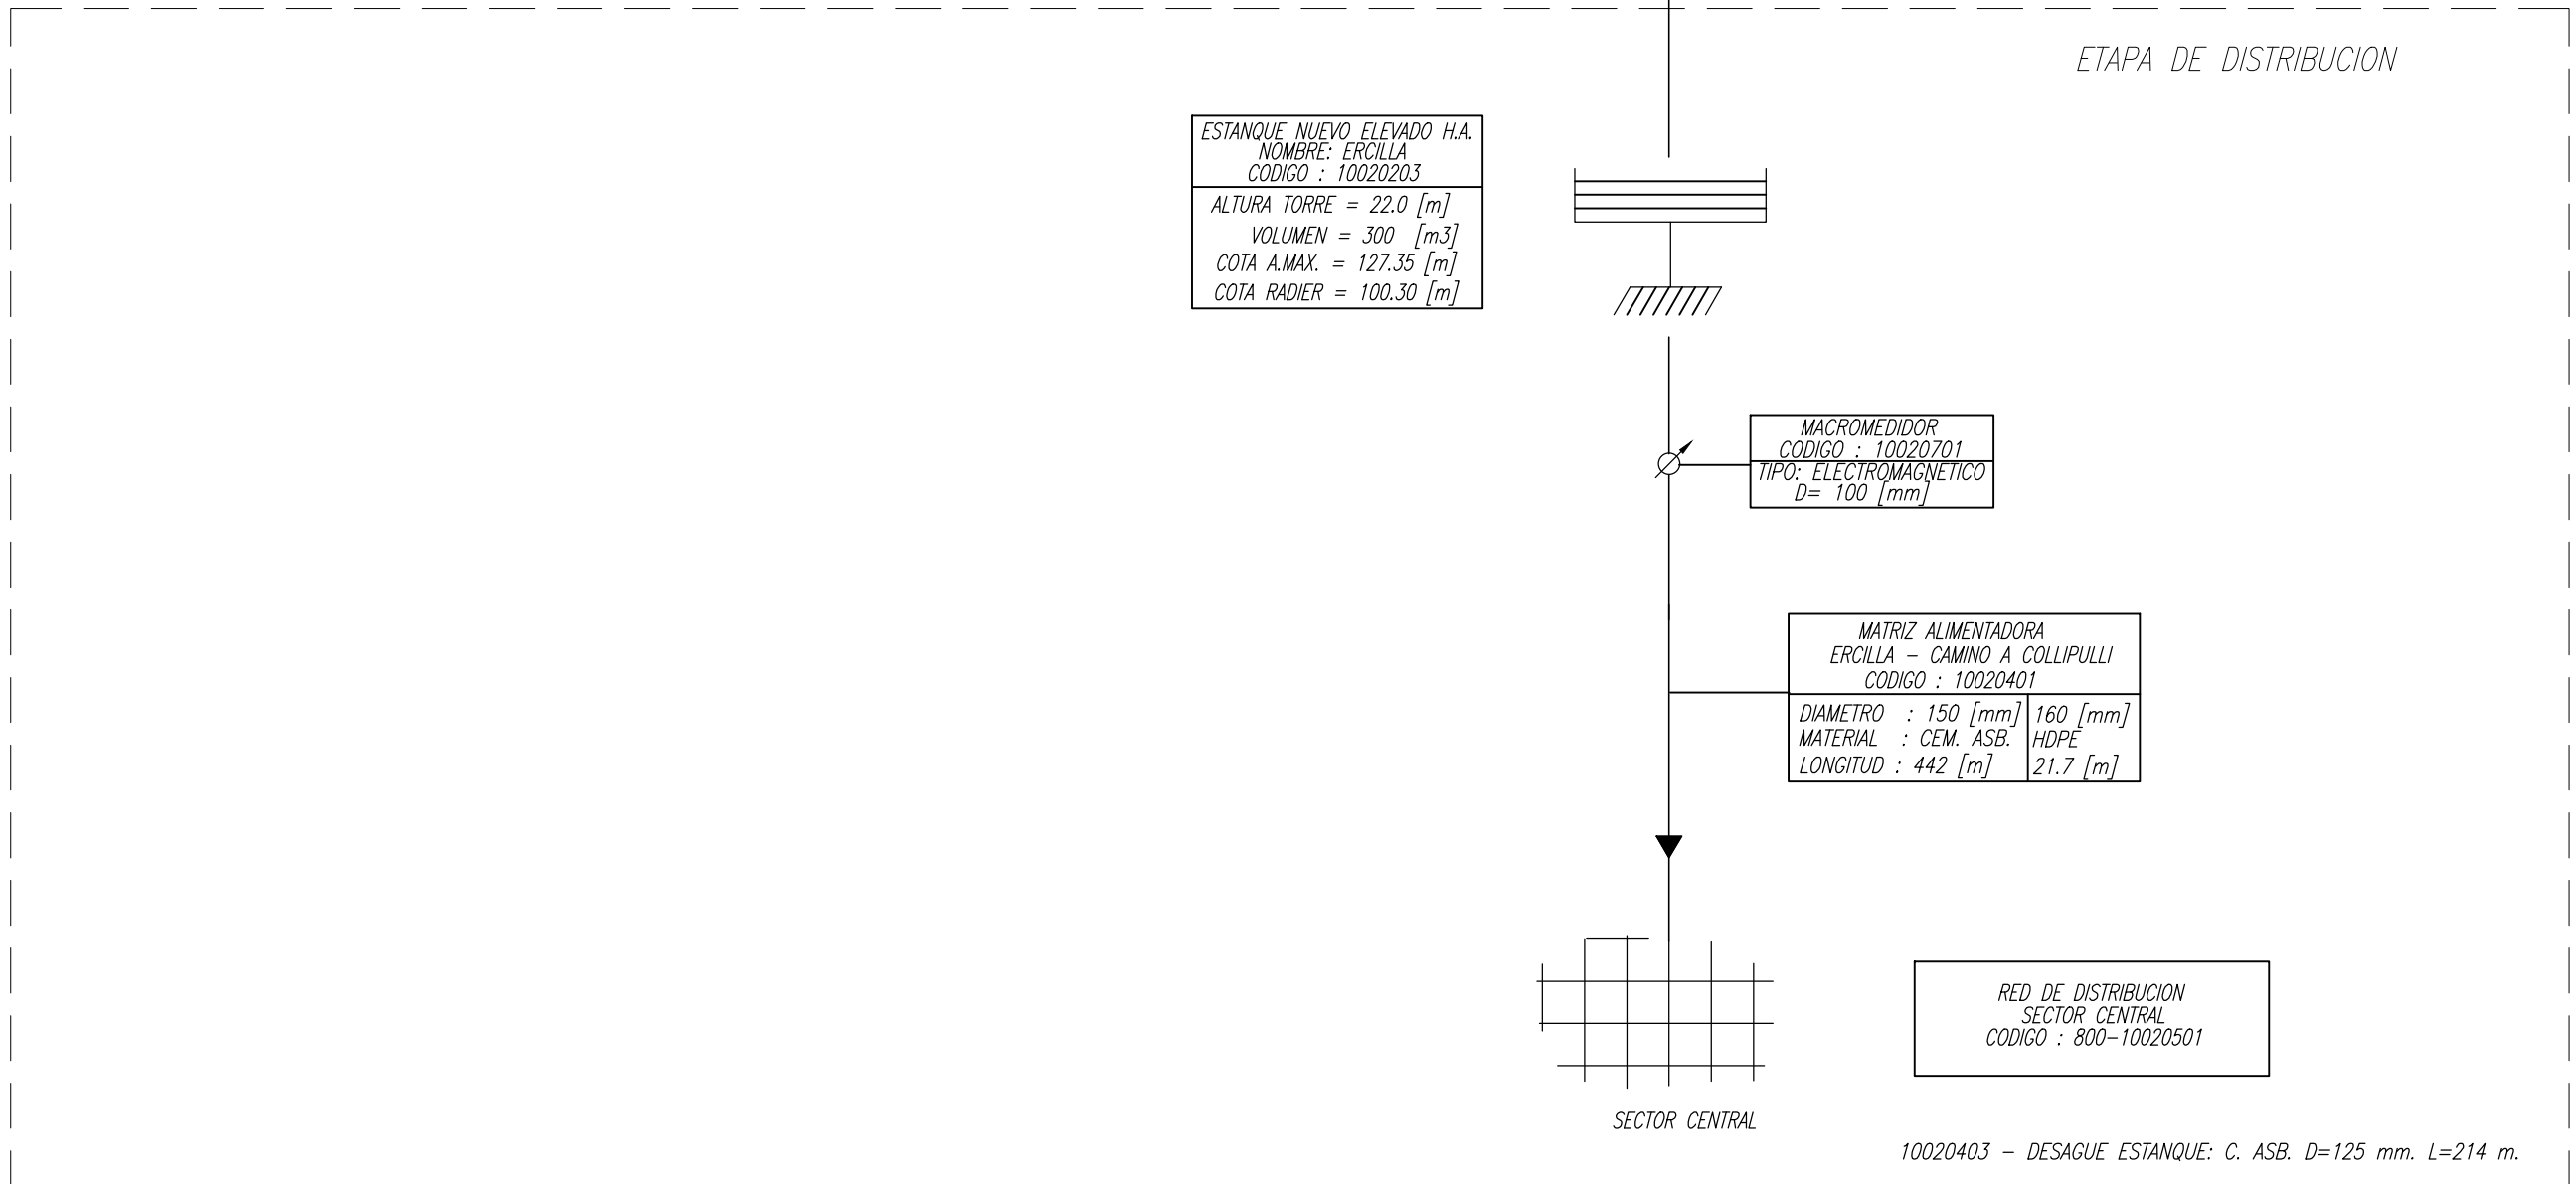 ETAPA DE DISTRIBUCION
ESTANQUE NUEVO ELEVADO H.A.
NOMBRE: ERCILLA
CODIGO : 10020203
ALTURA TORRE = 22.0 [m]
VOLUMEN = 300 [m3]
COTA A.MAX. = 127.35 [m]
COTA RADIER = 100.30 [m]
MACROMEDIDOR
CODIGO : 10020701
TIPO: ELECTROMAGNETICO
D= 100 [mm]
MATRIZ ALIMENTADORA
ERCILLA - CAMINO A COLLIPULLI
CODIGO : 10020401
DIAMETRO : 150 [mm] 160 [mm]
MATERIAL : CEM. ASB. HDPE
LONGITUD : 442 [m] 21.7 [m]
RED DE DISTRIBUCION
SECTOR CENTRAL
CODIGO : 800-10020501
SECTOR CENTRAL
10020403 - DESAGUE ESTANQUE: C. ASB. D=125 mm. L=214 m.